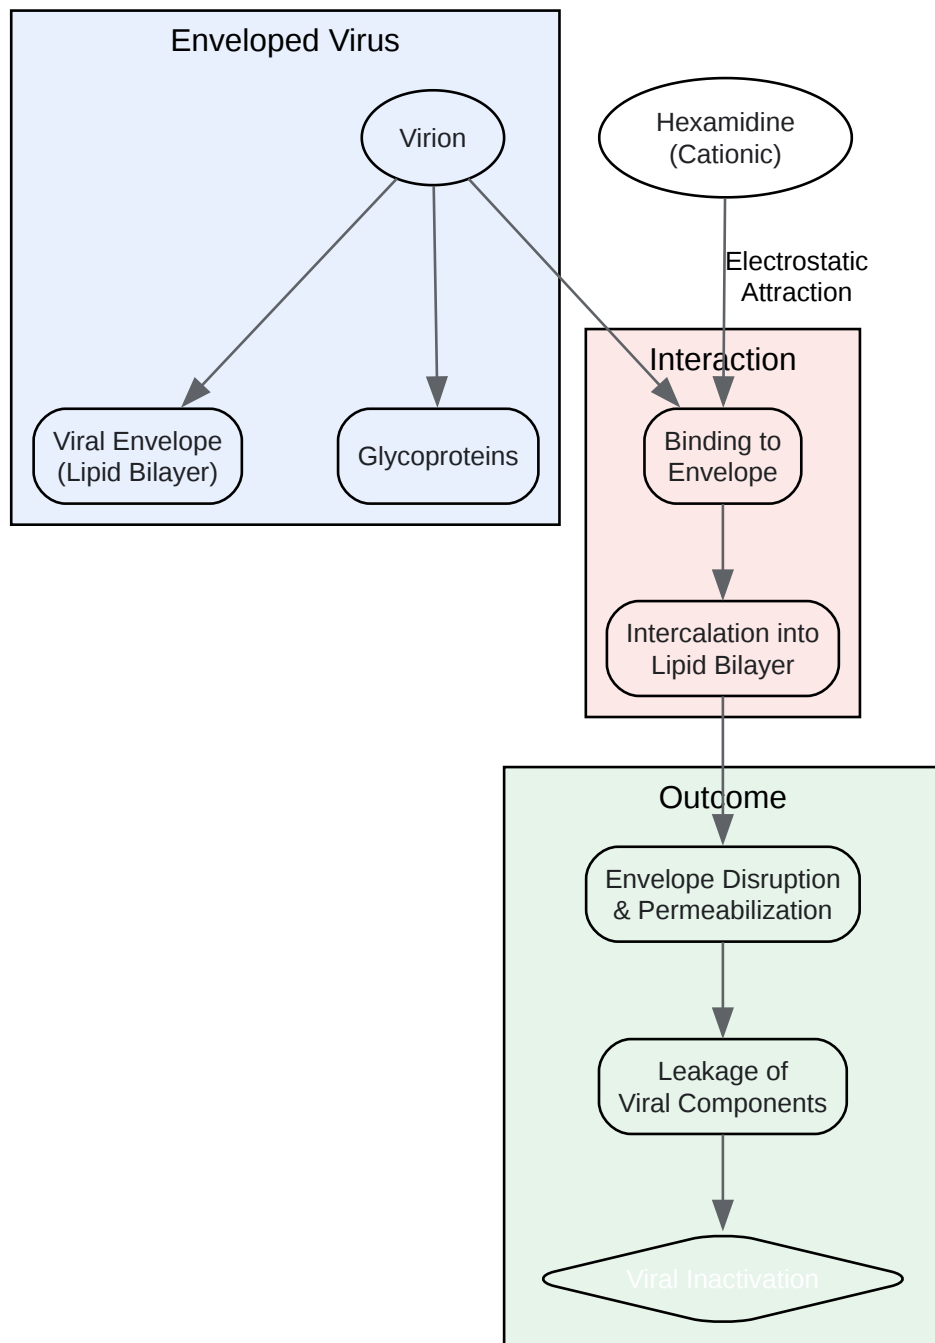 Enveloped Virus
Virion
Hexamidine
(Cationic)
Electrostatic
Attraction
Interaction
Viral Envelope
(Lipid Bilayer)
Glycoproteins
Binding to
Envelope
Intercalation into
Lipid Bilayer
Outcome
Envelope Disruption
& Permeabilization
Leakage of
Viral Components
Viral Inactivation